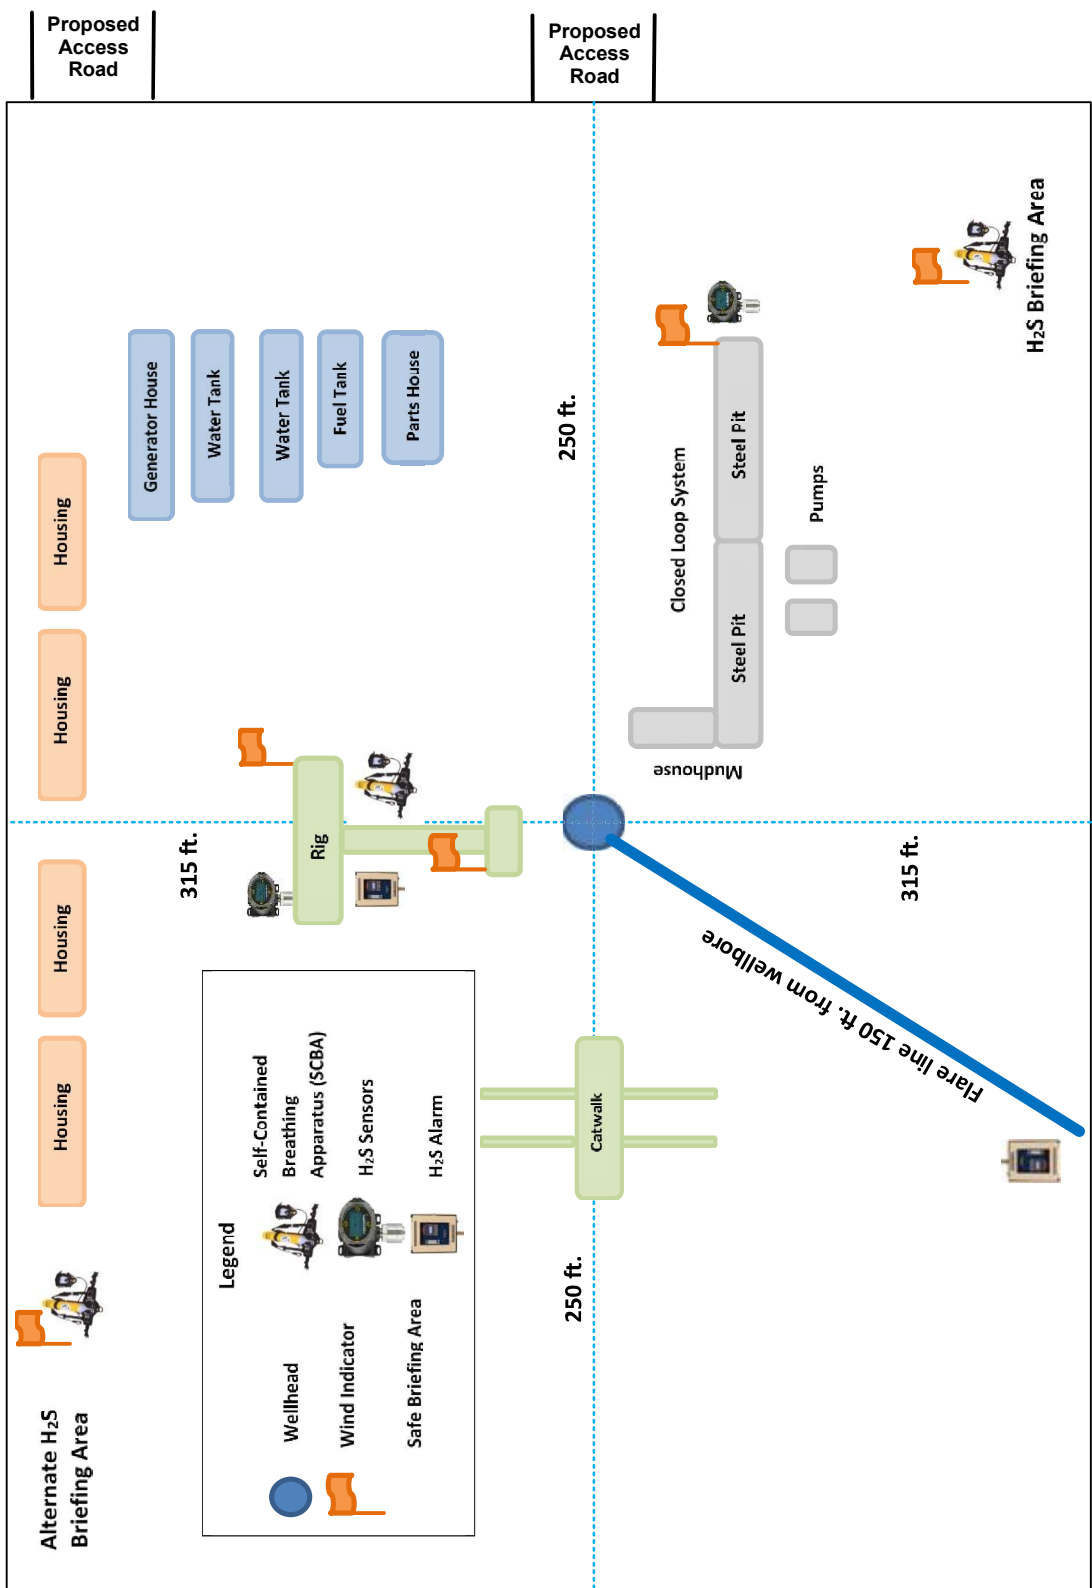 Proposed
Access
Road
Proposed
Access
Road
Housing
Housing
Housing
Housing
Generator House
Water Tank
Water Tank
Fuel Tank
Parts House
250 ft.
Closed Loop System
Steel Pit
Steel Pit
Pumps
Mudhouse
H₂S Briefing Area
315 ft.
Rig
315 ft.
Flare line 150 ft. from wellbore
Catwalk
250 ft.
Legend
Wellhead
Wind Indicator
Safe Briefing Area
Self-Contained
Breathing
Apparatus (SCBA)
H₂S Sensors
H₂S Alarm
Alternate H₂S
Briefing Area